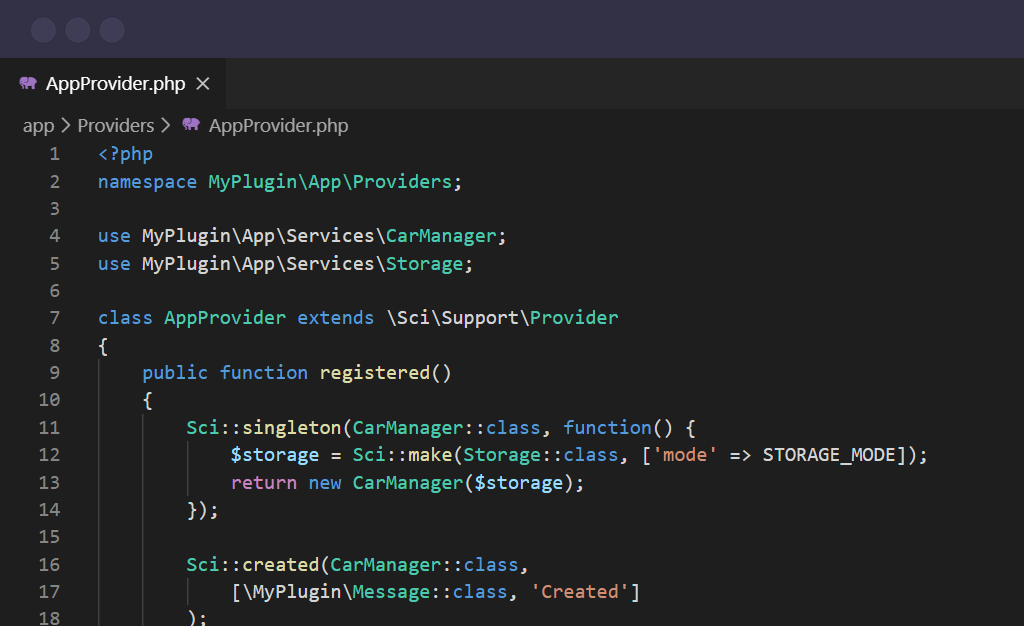 AppProvider.php ×
app > Providers > AppProvider.php
1 <?php
2 namespace MyPlugin\App\Providers;
3
4 use MyPlugin\App\Services\CarManager;
5 use MyPlugin\App\Services\Storage;
6
7 class AppProvider extends \Sci\Support\Provider
8 {
9     public function registered()
10     {
11         Sci::singleton(CarManager::class, function() {
12             $storage = Sci::make(Storage::class, ['mode' => STORAGE_MODE]);
13             return new CarManager($storage);
14         });
15
16         Sci::created(CarManager::class,
17             [\MyPlugin\Message::class, 'Created']
18         );